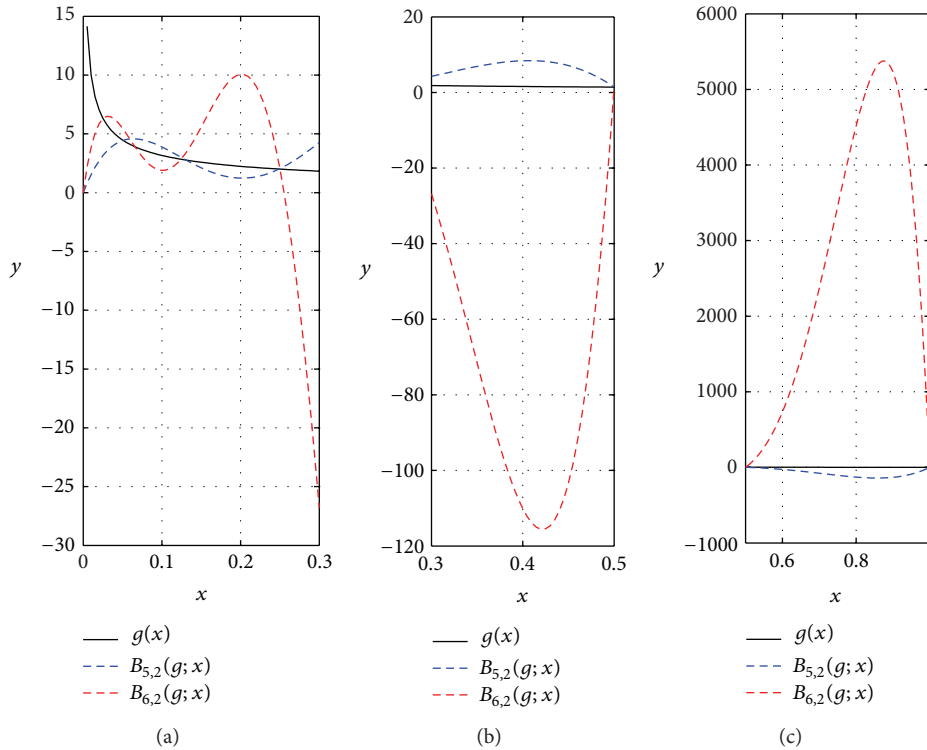 15
10
5
0
−5
−10
−15
−20
−25
−30
y
0
0.1
0.2
0.3
x
g(x)
B5,2(g; x)
B6,2(g; x)
(a)
20
0
−20
−40
−60
−80
−100
−120
y
0.3
0.4
0.5
x
g(x)
B5,2(g; x)
B6,2(g; x)
(b)
6000
5000
4000
3000
2000
1000
0
−1000
y
0.6
0.8
x
g(x)
B5,2(g; x)
B6,2(g; x)
(c)